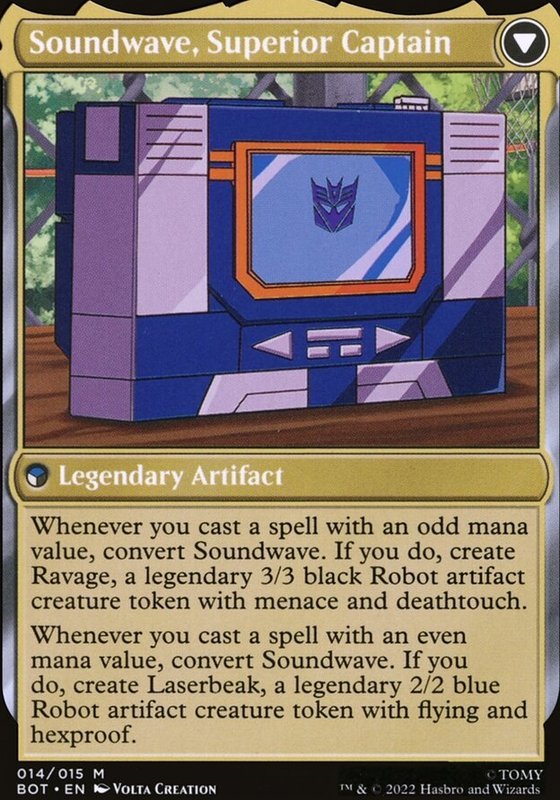 Soundwave, Superior Captain
Legendary Artifact
Whenever you cast a spell with an odd mana
value, convert Soundwave. If you do, create
Ravage, a legendary 3/3 black Robot artifact
creature token with menace and deathtouch.
Whenever you cast a spell with an even
mana value, convert Soundwave. If you
do, create Laserbeak, a legendary 2/2 blue
Robot artifact creature token with flying and
hexproof.
014/015 M
© TOMY
BOT • EN Volta Creation
™ & © 2022 Hasbro and Wizards